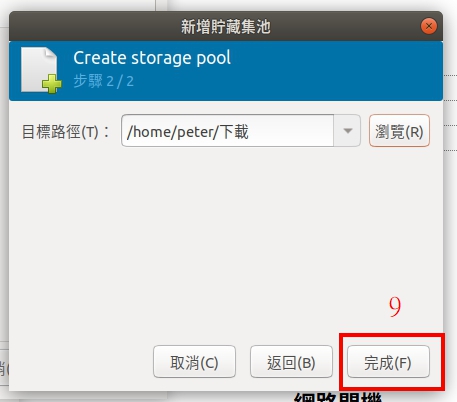 新增貯藏集池
Create storage pool
步驟 2 / 2
目標路徑(T)： /home/peter/下載 瀏覽(R)
9
取消(C) 返回(B) 完成(F)